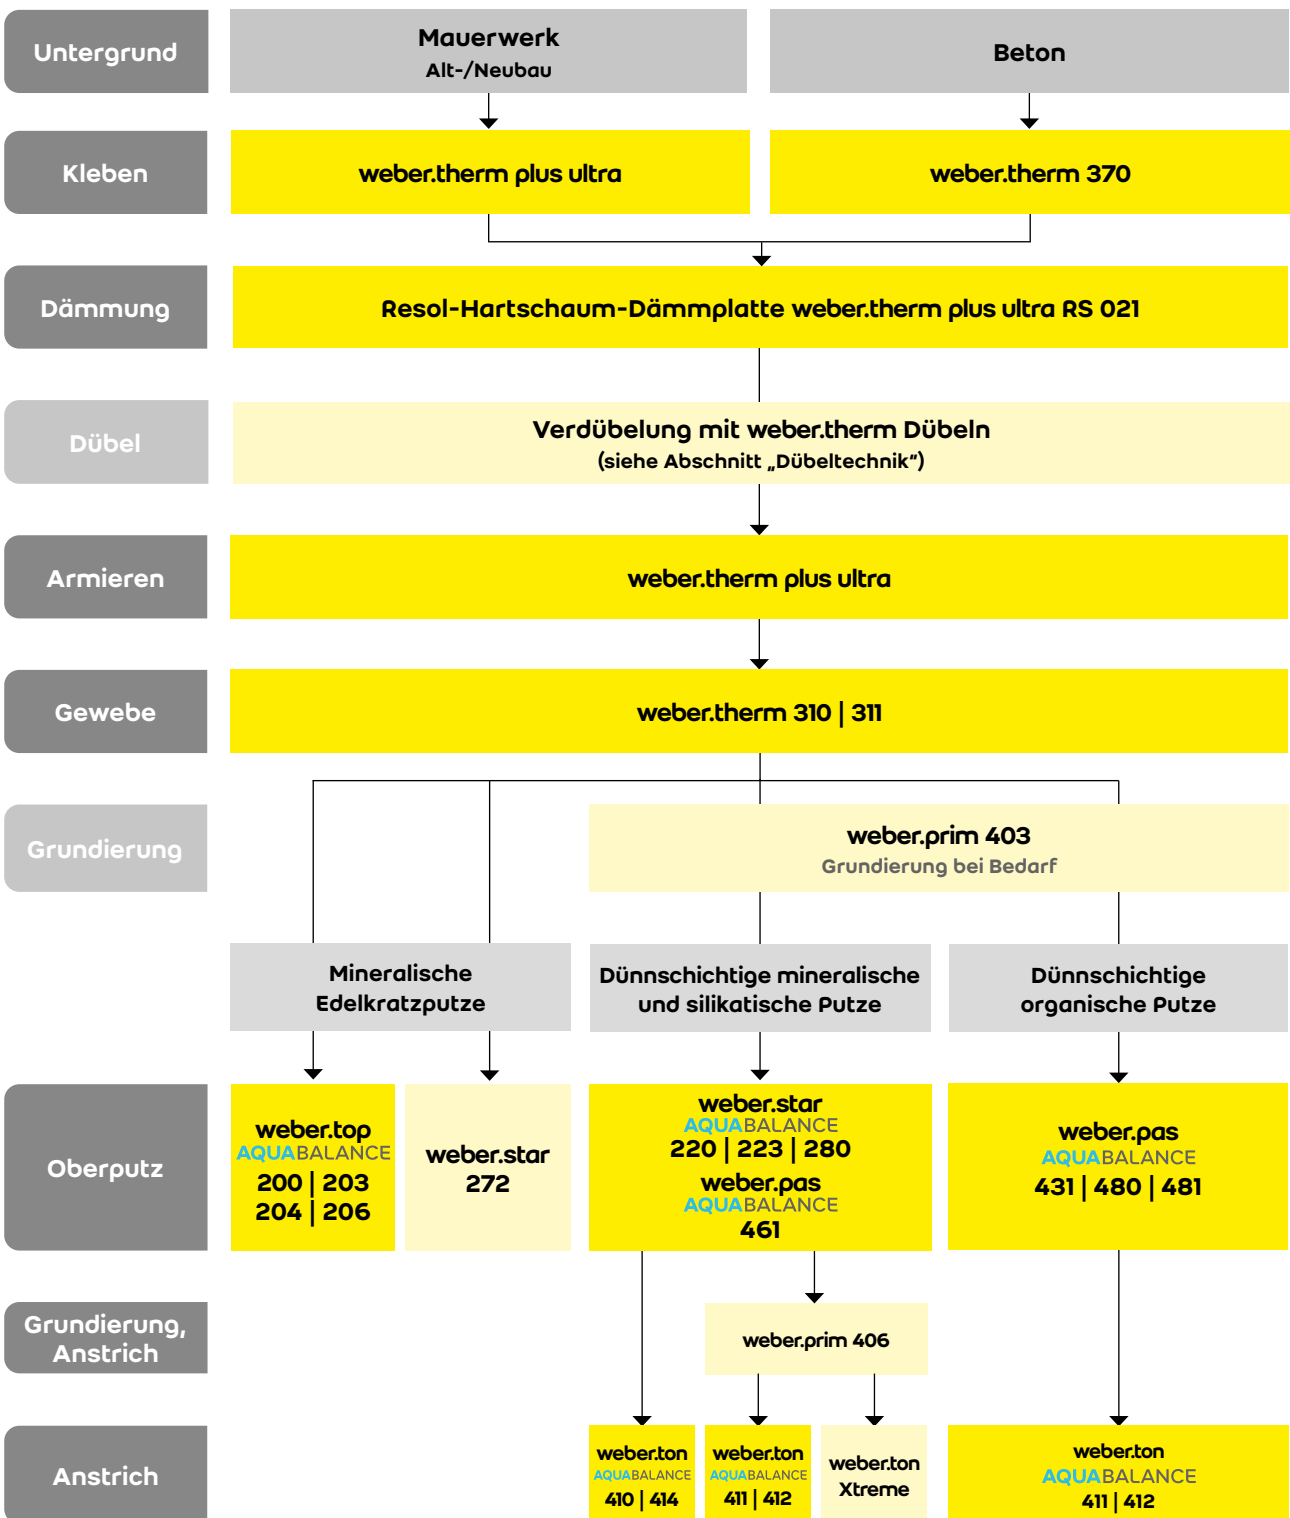 Untergrund
Mauerwerk
Alt-/Neubau
Beton
Kleben
weber.therm plus ultra
weber.therm 370
Dämmung
Resol-Hartschaum-Dämmplatte weber.therm plus ultra RS 021
Dübel
Verdübelung mit weber.therm Dübeln
(siehe Abschnitt „Dübeltechnik“)
Armieren
weber.therm plus ultra
Gewebe
weber.therm 310 | 311
Grundierung
weber.prim 403
Grundierung bei Bedarf
Mineralische
Edelkratzputze
Dünnschichtige mineralische
und silikatische Putze
Dünnschichtige
organische Putze
Oberputz
weber.top
AQUABALANCE
200 | 203
204 | 206
weber.star
272
weber.star
AQUABALANCE
220 | 223 | 280
weber.pas
AQUABALANCE
461
weber.pas
AQUABALANCE
431 | 480 | 481
Grundierung,
Anstrich
weber.prim 406
Anstrich
weber.ton
AQUABALANCE
410 | 414
weber.ton
AQUABALANCE
411 | 412
weber.ton
Xtreme
weber.ton
AQUABALANCE
411 | 412